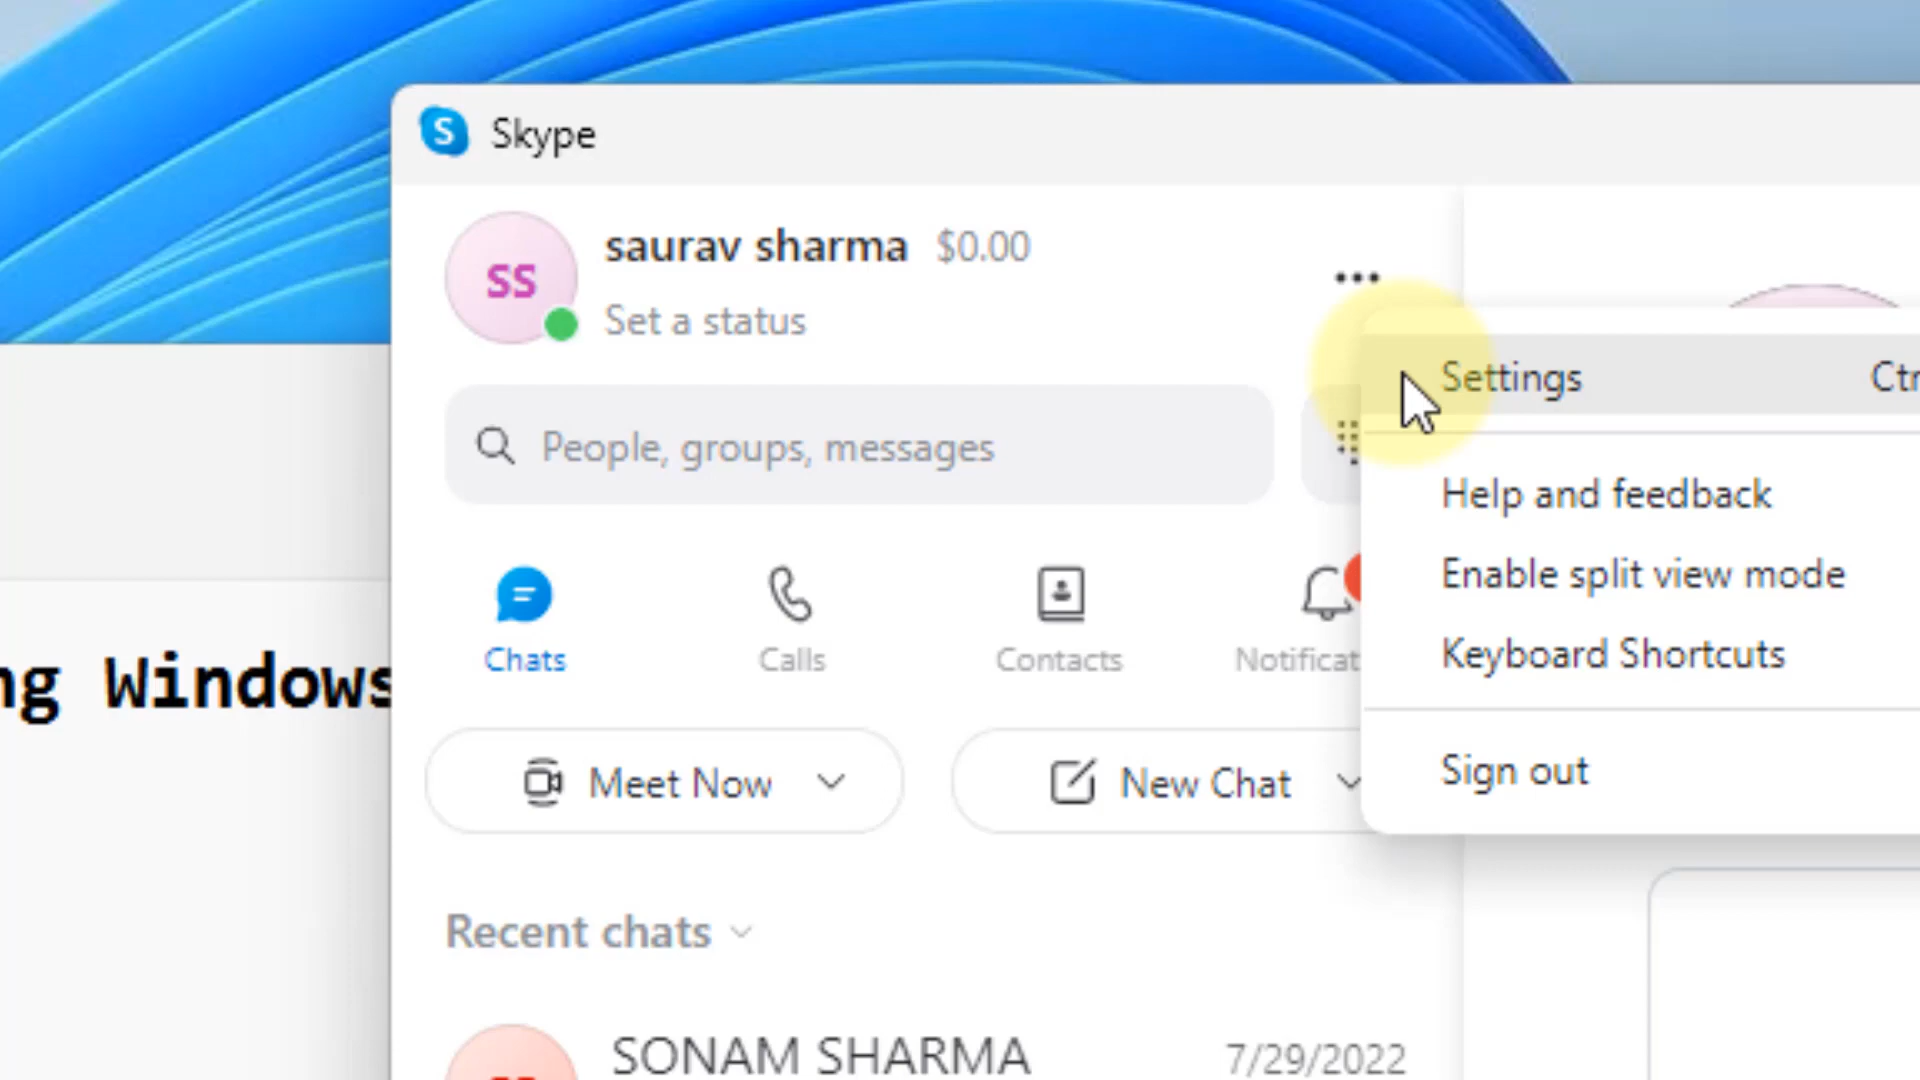 S Skype
saurav sharma $0.00
SS
Set a status
Settings
People, groups, messages
Help and feedback
Enable split view mode
Keyboard Shortcuts
Chats Calls Contacts
Windows
Meet Now New Chat
Sign out
Recent chats
SONAM SHARMA 7/29/2022